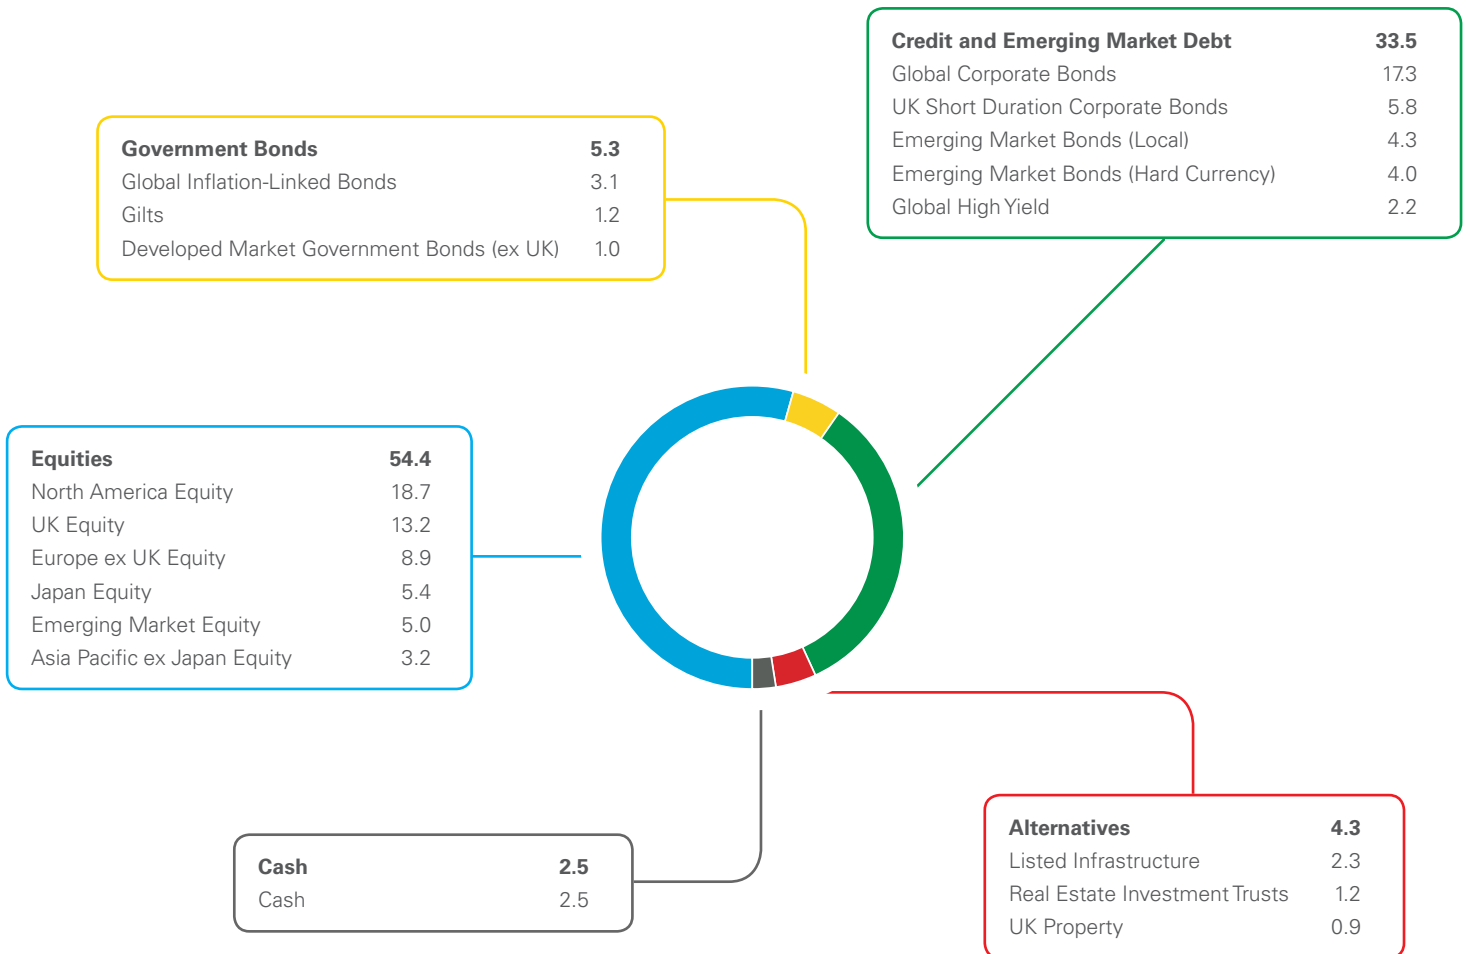 Credit and Emerging Market Debt 33.5
Global Corporate Bonds 17.3
UK Short Duration Corporate Bonds 5.8
Emerging Market Bonds (Local) 4.3
Emerging Market Bonds (Hard Currency) 4.0
Global High Yield 2.2
Government Bonds 5.3
Global Inflation-Linked Bonds 3.1
Gilts 1.2
Developed Market Government Bonds (ex UK) 1.0
Equities 54.4
North America Equity 18.7
UK Equity 13.2
Europe ex UK Equity 8.9
Japan Equity 5.4
Emerging Market Equity 5.0
Asia Pacific ex Japan Equity 3.2
Cash 2.5
Cash 2.5
Alternatives 4.3
Listed Infrastructure 2.3
Real Estate Investment Trusts 1.2
UK Property 0.9